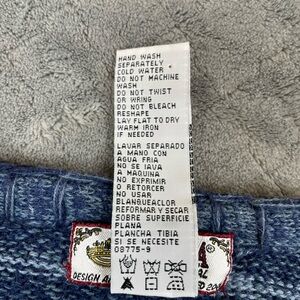 HAND WASH
SEPARATELY
COLD WATER
DO NOT MACHINE
WASH
DO NOT TWIST
OR WRING
DO NOT BLEACH
RESHAPE
LAY FLAT TO DRY
WARM IRON
IF NEEDED
LAVAR SEPARADO
A MANO CON
AGUA FRIA
NO SE lAVA
A MAQUINA
NO EXPRIMIR
O RETORCER
NO USAR
BLANQUEACLOR
REFORMAR Y SECAR
SOBRE SUPERFICIE
PLANA
PLANCHA TIBIA
SI SE NECESITE
08775-9
DESIGN